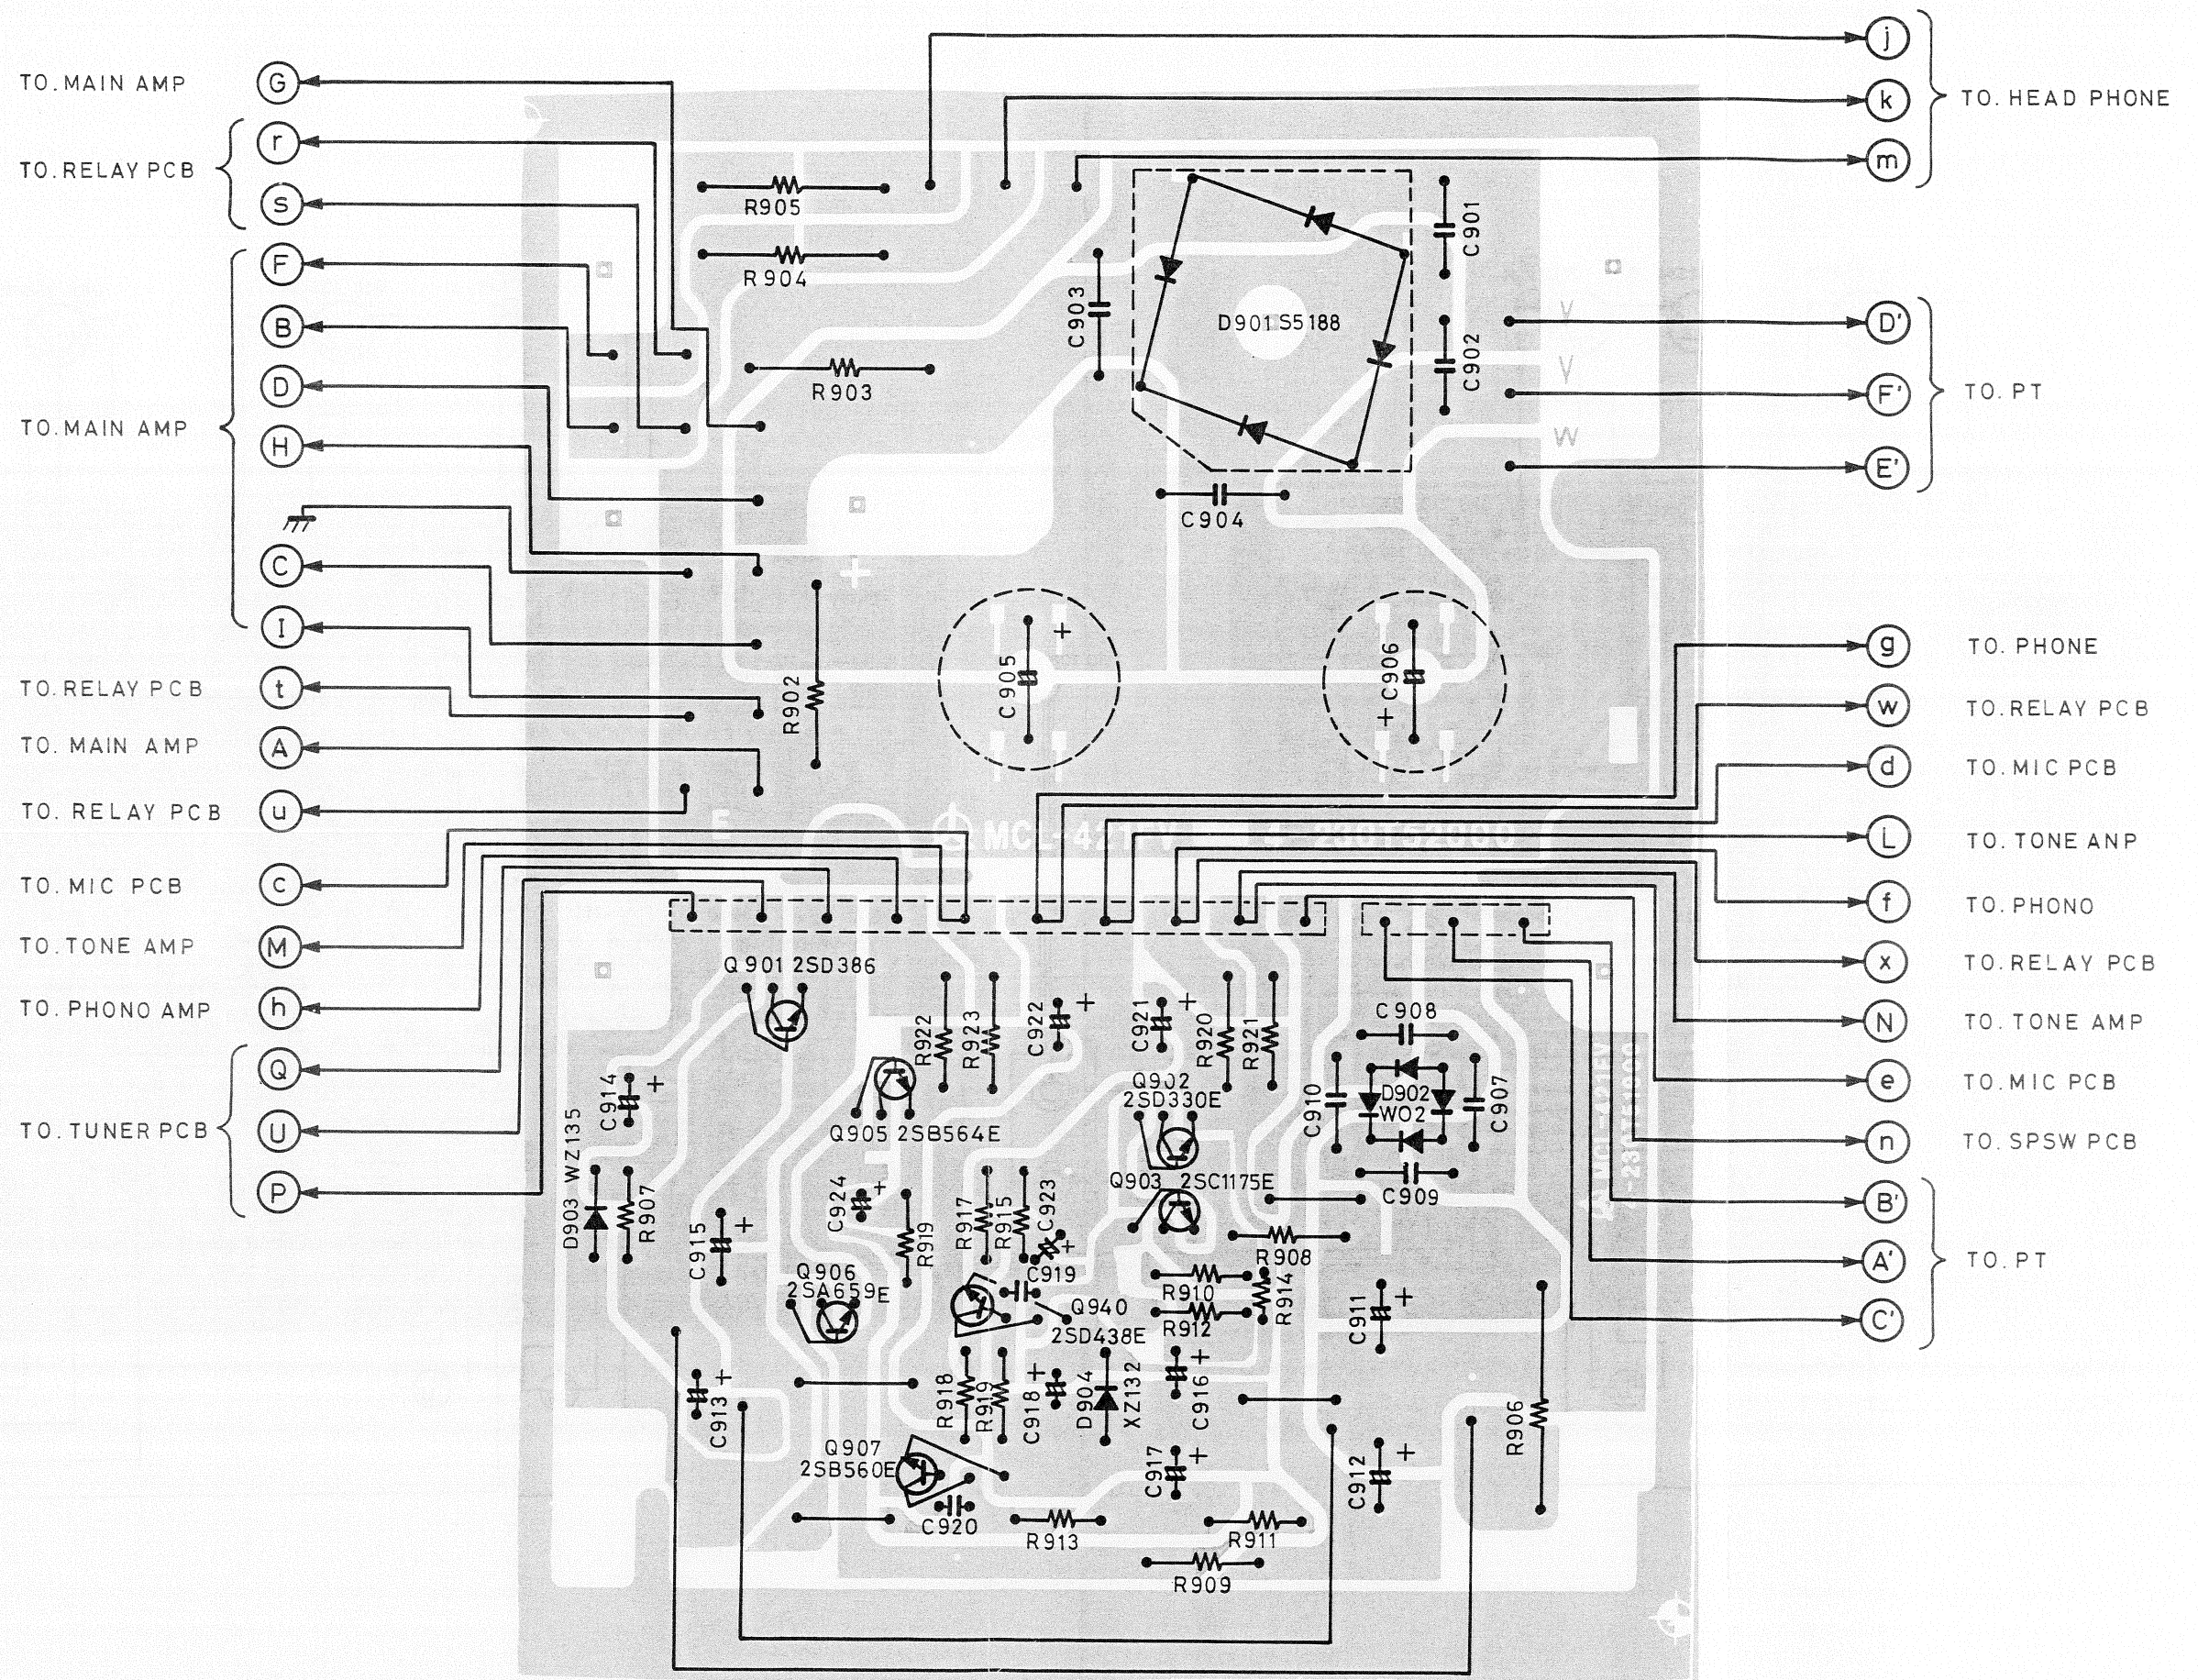 TO. MAIN AMP G
r
TO. RELAY PCB
s
F
B
D
TO. MAIN AMP
H
C
I
TO. RELAY PCB t
TO. MAIN AMP A
TO. RELAY PCB u
TO. MIC PCB c
TO. TONE AMP M
TO. PHONO AMP h
Q
TO. TUNER PCB U
P
j
k TO. HEAD PHONE
m
D'
F' TO. PT
E'
g TO. PHONE
w TO. RELAY PCB
d TO. MIC PCB
L TO. TONE ANP
f TO. PHONO
x TO. RELAY PCB
N TO. TONE AMP
e TO. MIC PCB
n TO. SPSW PCB
B'
A' TO. PT
C'
R905
R904
R903
C903
D901 S5188
C901
C902
C904
V
V
W
+
R902
C905 +
C906 +
E
Q901 2SD386
R922
R923
C922 +
C921 +
R920
R921
C908
C910
D902
W02
C907
C909
C914 +
Q905 2SB564E
Q902
2SD330E
Q903 2SC1175E
D903 WZ135
R907
C915 +
C924 +
R919
R917
R915
C923 +
R908
Q906
2SA659E
C919
Q940
2SD438E
R910
R912
R914
C911 +
C913 +
R918
R919
C918 +
D904 XZ132
C916 +
R906
Q907
2SB560E
C920
R913
C917 +
R911
R909
C912 +